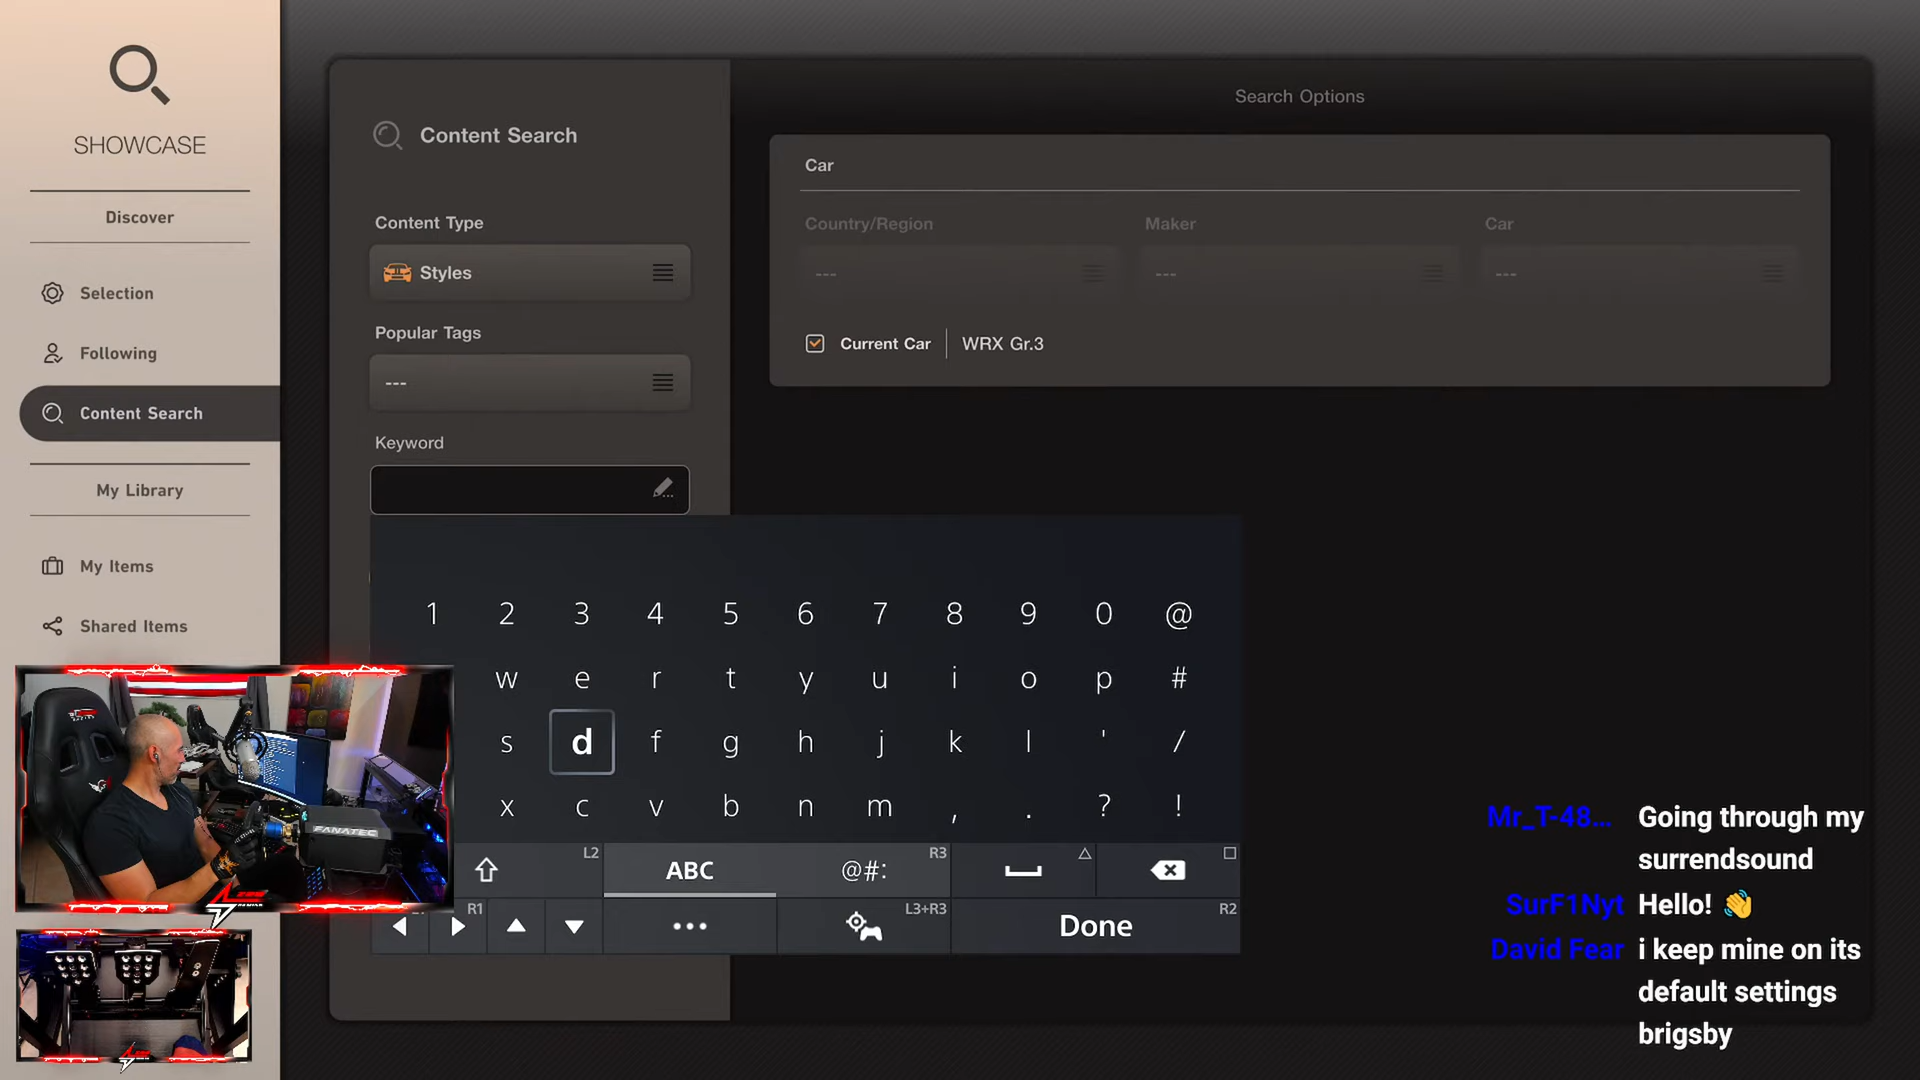 SHOWCASE
Discover
Selection
Following
Content Search
My Library
My Items
Shared Items
Content Search
Content Type
Styles
Popular Tags
---
Keyword
Search Options
Car
Country/Region
Maker
Car
---
---
---
Current Car
WRX Gr.3
1 2 3 4 5 6 7 8 9 0 @
w e r t y u i o p #
s d f g h j k l ' /
x c v b n m , . ? !
L2
ABC
@#:
R3
R1
...
L3+R3
Done
R2
FANATEC
Mr_T-48... Going through my
surrendsound
SurF1Nyt Hello! 👋
David Fear i keep mine on its
default settings
brigsby